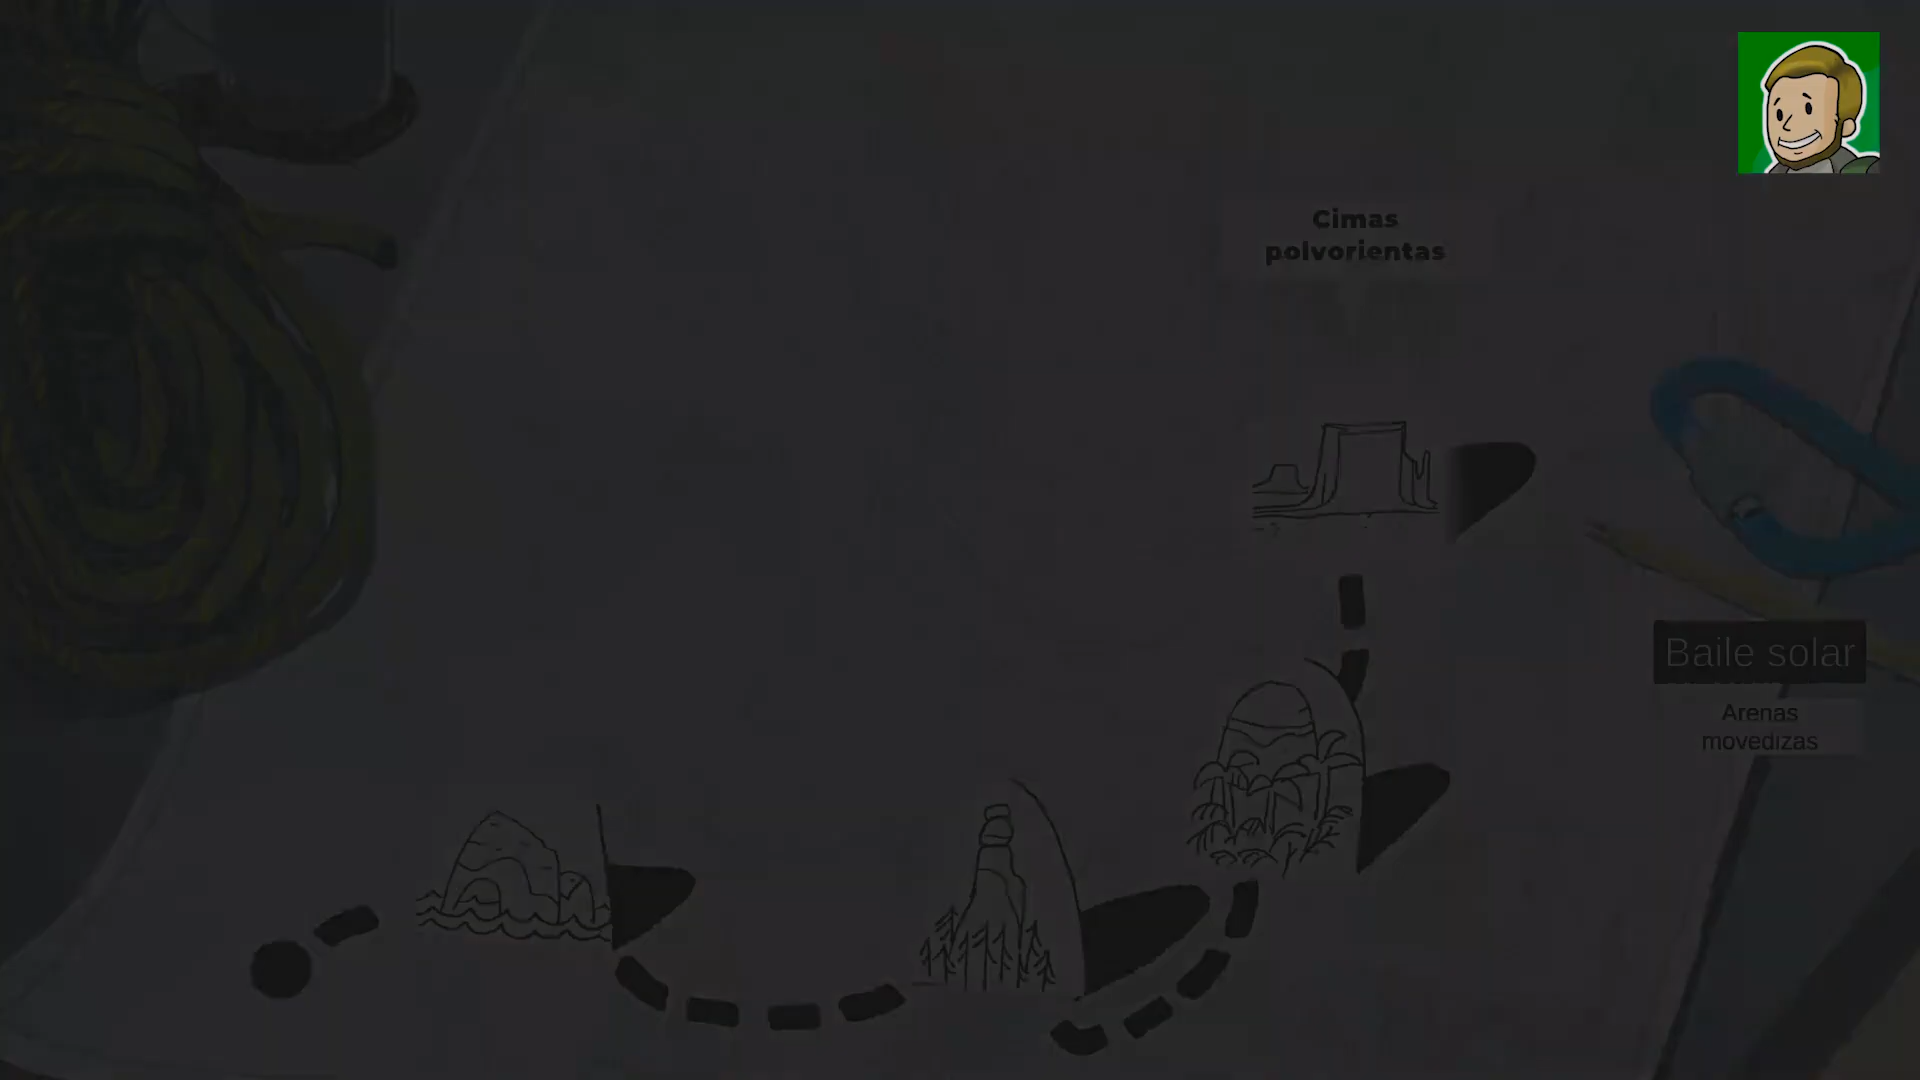 Cimas
polvorientas
Baile solar
Arenas
movedizas